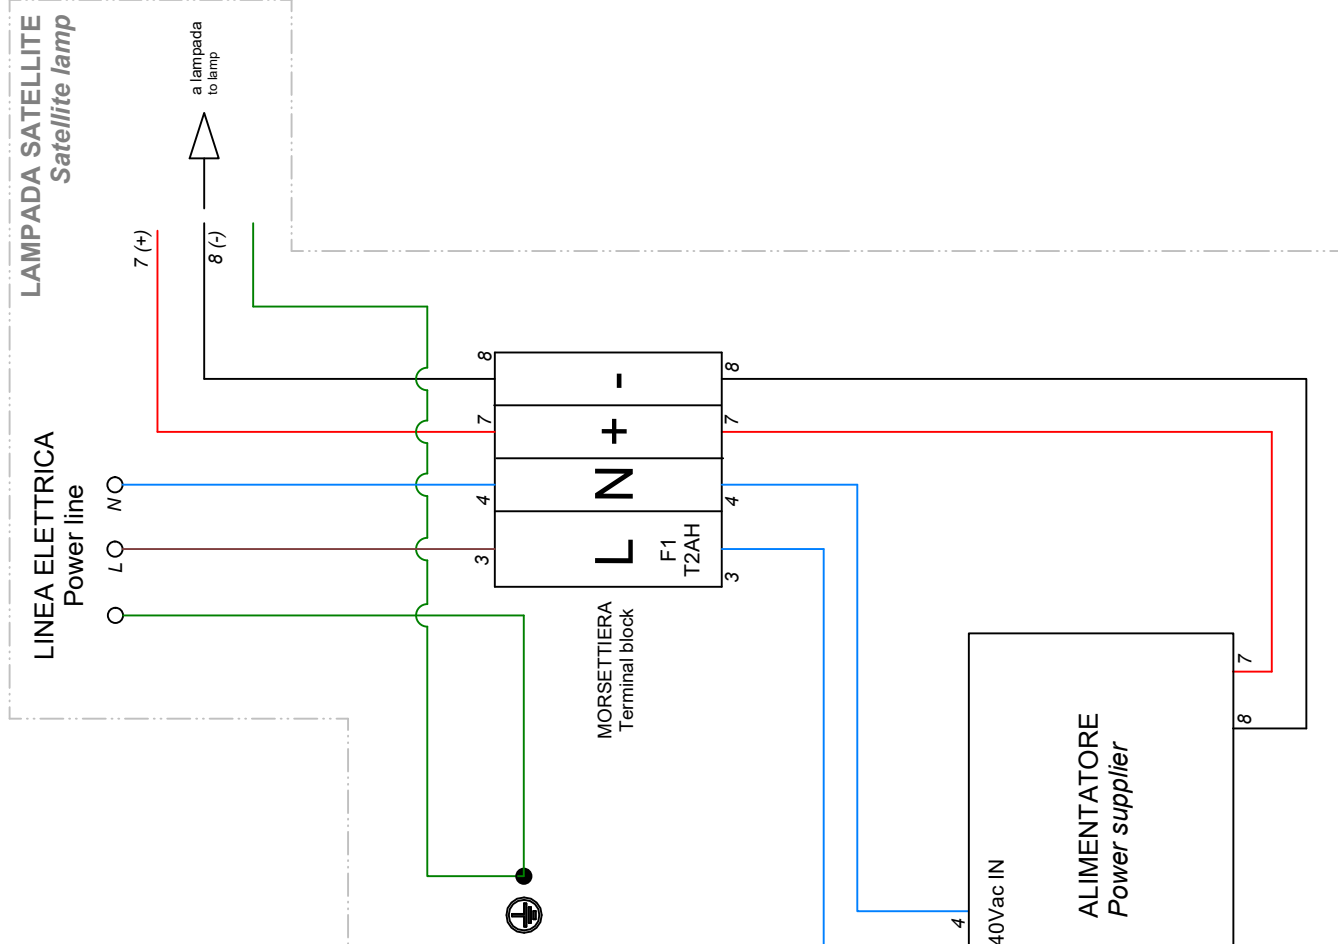 LAMPADA SATELLITE
Satellite lamp
a lampada
to lamp
7 (+)
8 (-)
LINEA ELETTRICA
Power line
N
L
8
7
4
3
-
+
N
L
F1
T2AH
8
7
4
3
MORSETTIERA
Terminal block
7
8
ALIMENTATORE
Power supplier
40Vac IN
4